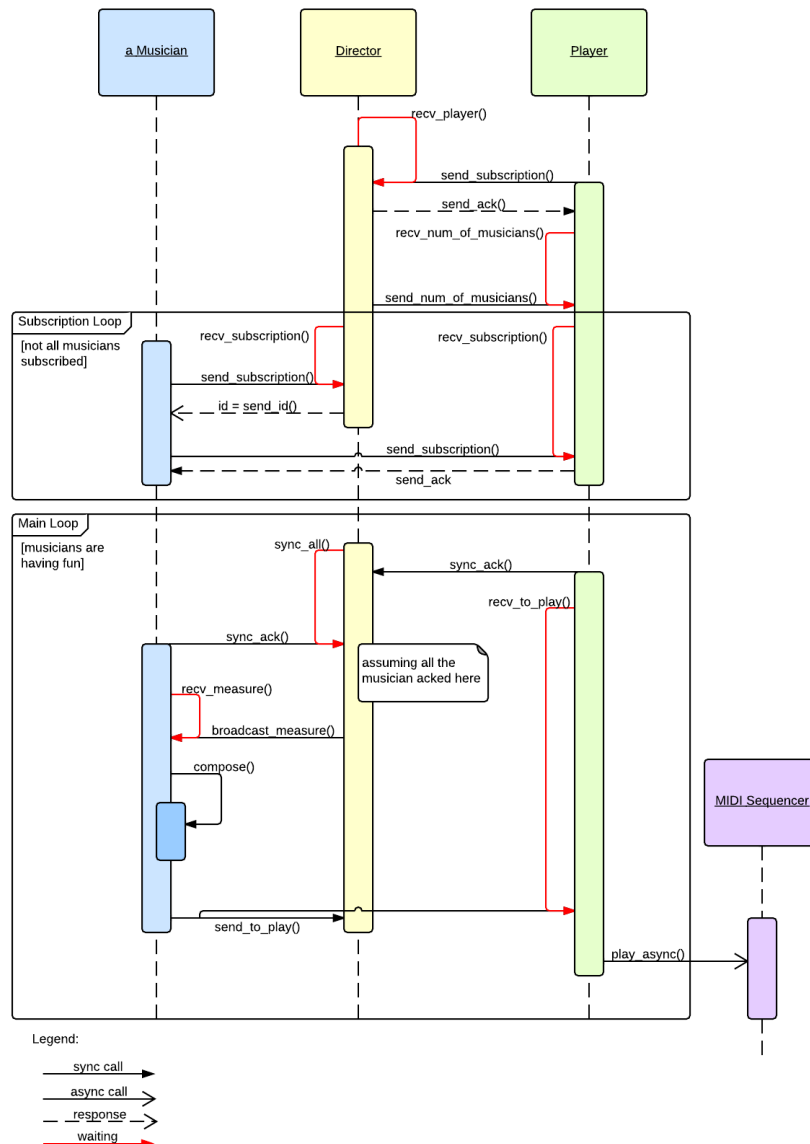 a Musician
Director
Player
recv_player()
send_subscription()
send_ack()
recv_num_of_musicians()
send_num_of_musicians()
Subscription Loop
[not all musicians
subscribed]
recv_subscription()
recv_subscription()
send_subscription()
id = send_id()
send_subscription()
send_ack
Main Loop
[musicians are
having fun]
sync_all()
sync_ack()
recv_to_play()
sync_ack()
assuming all the
musician acked here
recv_measure()
broadcast_measure()
compose()
MIDI Sequencer
send_to_play()
play_async()
Legend:
sync call
async call
response
waiting